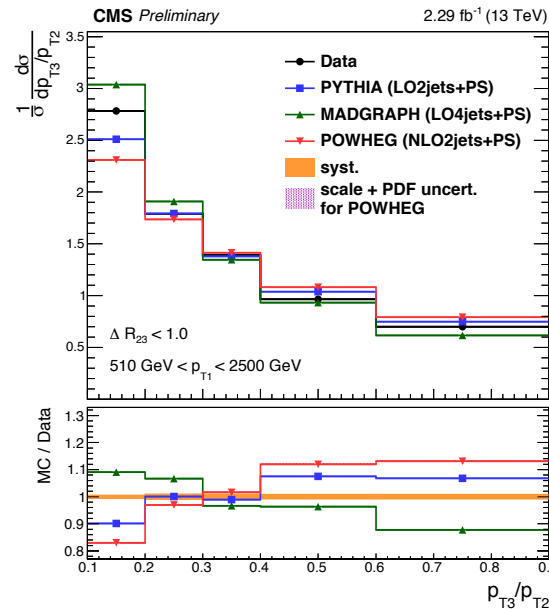 CMS Preliminary 2.29 fb⁻¹ (13 TeV)
1/σ dσ/dp_T3/p_T2
3.5
3
2.5
2
1.5
1
0.5
Data
PYTHIA (LO2jets+PS)
MADGRAPH (LO4jets+PS)
POWHEG (NLO2jets+PS)
syst.
scale + PDF uncert.
for POWHEG
Δ R₂₃ < 1.0
510 GeV < p_T1 < 2500 GeV
MC / Data
1.3
1.2
1.1
1.0
0.9
0.8
0.1 0.2 0.3 0.4 0.5 0.6 0.7 0.8 0.9
p_T3/p_T2